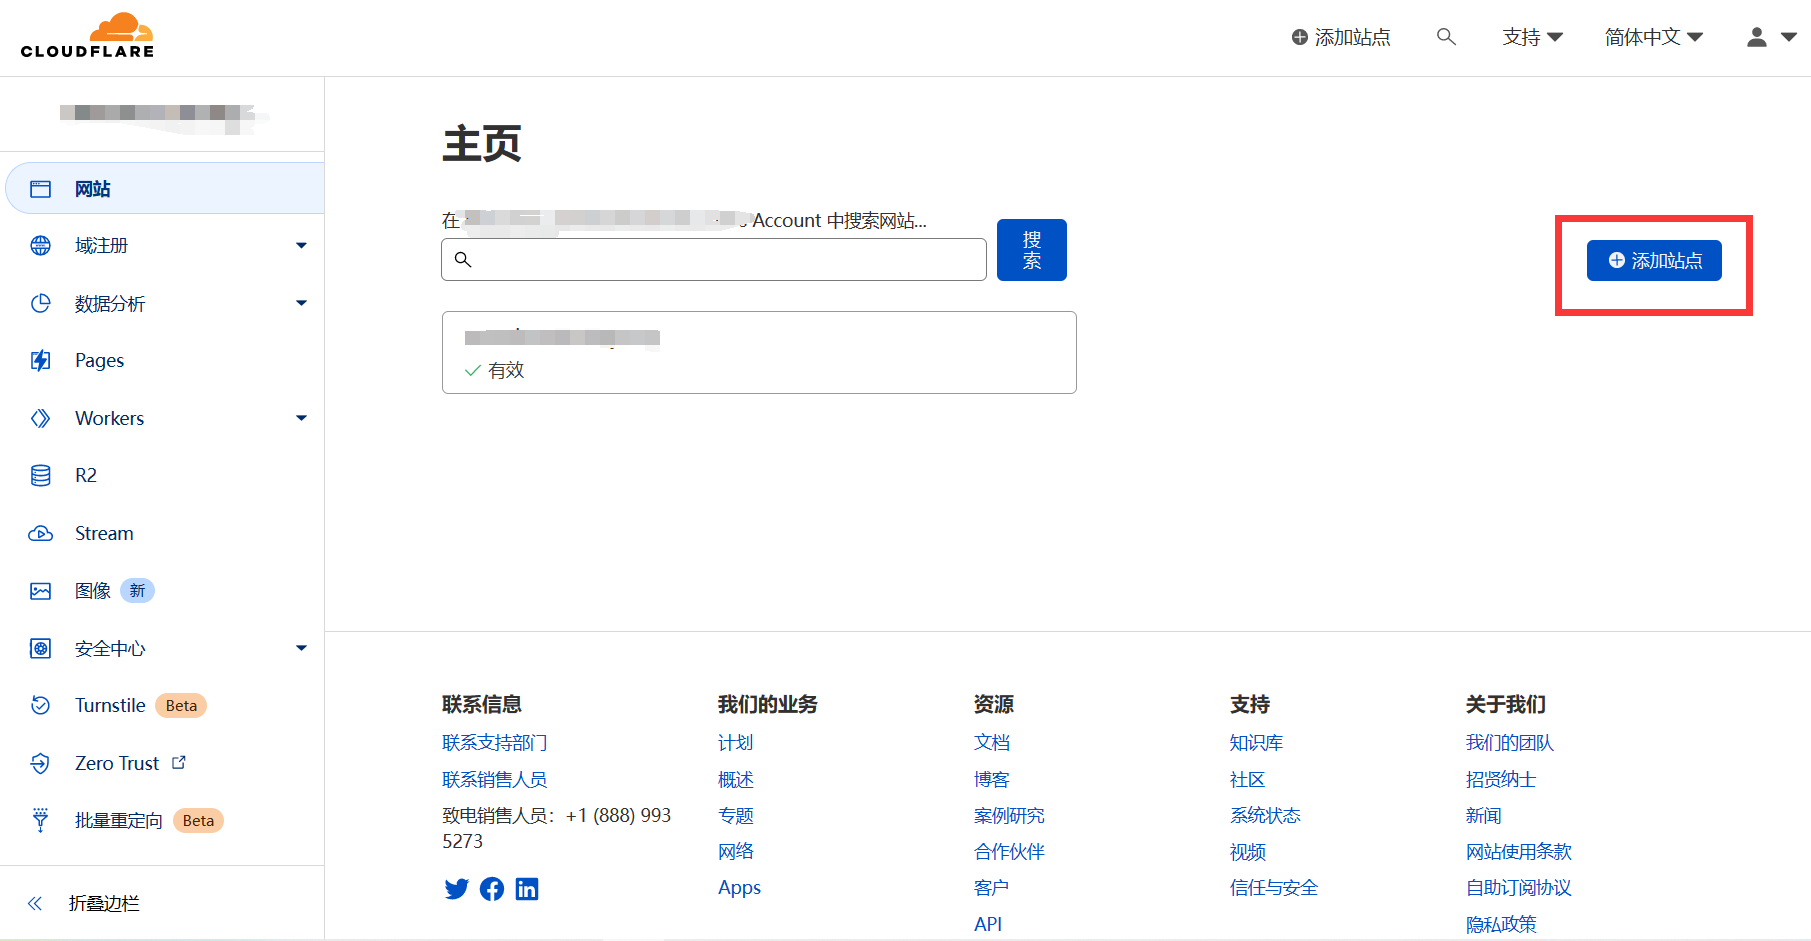 CLOUDFLARE
添加站点
支持
简体中文
网站
域注册
数据分析
Pages
Workers
R2
Stream
图像 新
安全中心
Turnstile Beta
Zero Trust
批量重定向 Beta
折叠边栏
主页
在
Account 中搜索网站...
搜
索
添加站点
有效
联系信息
联系支持部门
联系销售人员
致电销售人员：+1 (888) 993
5273
我们的业务
计划
概述
专题
网络
Apps
资源
文档
博客
案例研究
合作伙伴
客户
API
支持
知识库
社区
系统状态
视频
信任与安全
关于我们
我们的团队
招贤纳士
新闻
网站使用条款
自助订阅协议
隐私政策